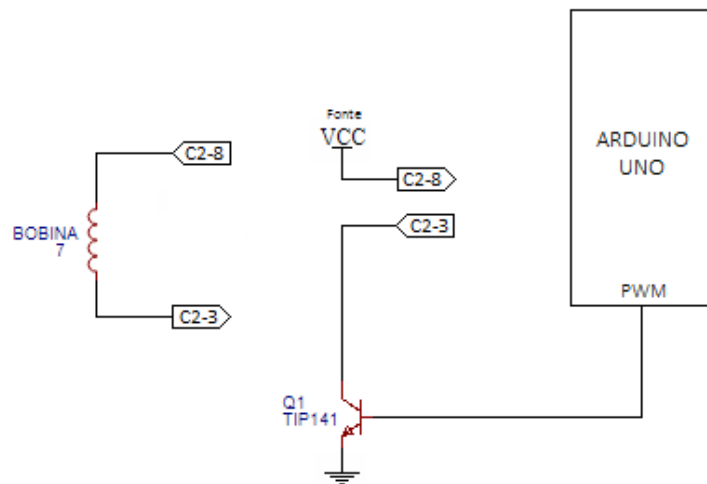 C2-8
BOBINA
7
C2-3
Fonte
VCC
C2-8
C2-3
Q1
TIP141
ARDUINO
UNO
PWM